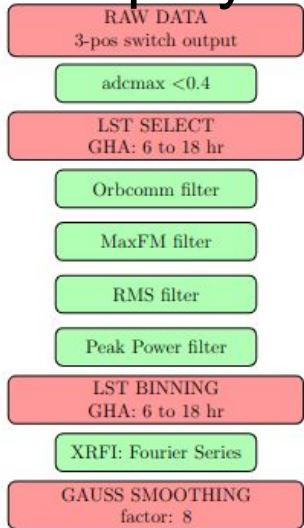 RAW DATA
3-pos switch output
adcmax <0.4
LST SELECT
GHA: 6 to 18 hr
Orbcomm filter
MaxFM filter
RMS filter
Peak Power filter
LST BINNING
GHA: 6 to 18 hr
XRFI: Fourier Series
GAUSS SMOOTHING
factor: 8